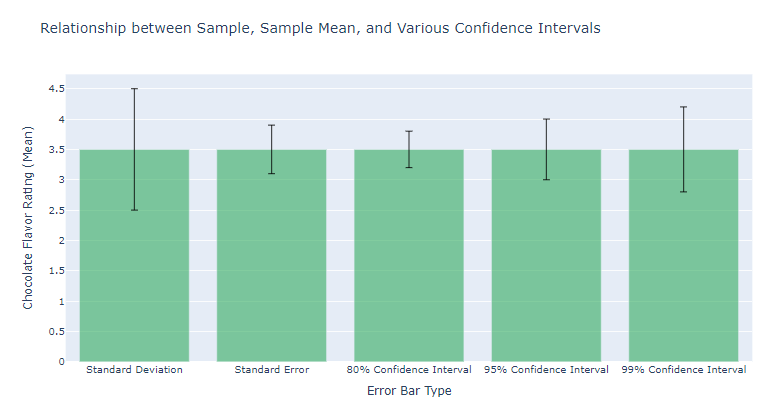 Relationship between Sample, Sample Mean, and Various Confidence Intervals
Chocolate Flavor Rating (Mean)
4.5
4
3.5
3
2.5
2
1.5
1
0.5
0
Standard Deviation
Standard Error
80% Confidence Interval
95% Confidence Interval
99% Confidence Interval
Error Bar Type